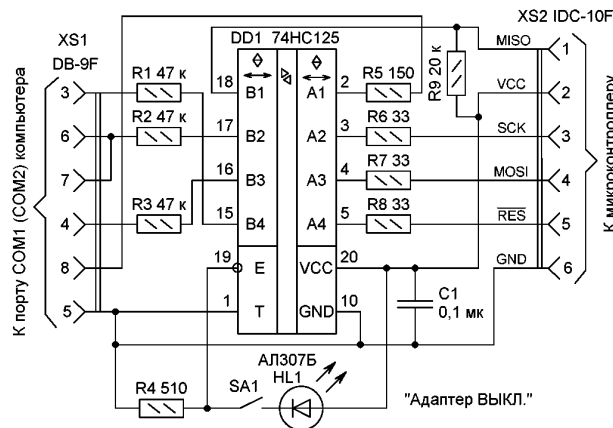 XS2 IDC-10F
XS1
DB-9F
DD1 74HC125
MISO
1
3
R1 47 к
18
B1
A1
2
R5 150
R9 20 к
VCC
2
6
R2 47 к
17
B2
A2
3
R6 33
SCK
3
7
16
B3
A3
4
R7 33
MOSI
4
4
R3 47 к
15
B4
A4
5
R8 33
RES
5
8
19
E
VCC
20
GND
6
5
1
T
GND
10
C1
0,1 мк
К порту COM1 (COM2) компьютера
К микроконтроллеру
R4 510
SA1
АЛ307Б
HL1
"Адаптер ВЫКЛ."